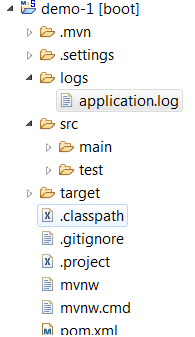 demo-1 [boot]
.mvn
.settings
logs
application.log
src
main
test
target
.classpath
.gitignore
.project
mvnw
mvnw.cmd
pom.xml